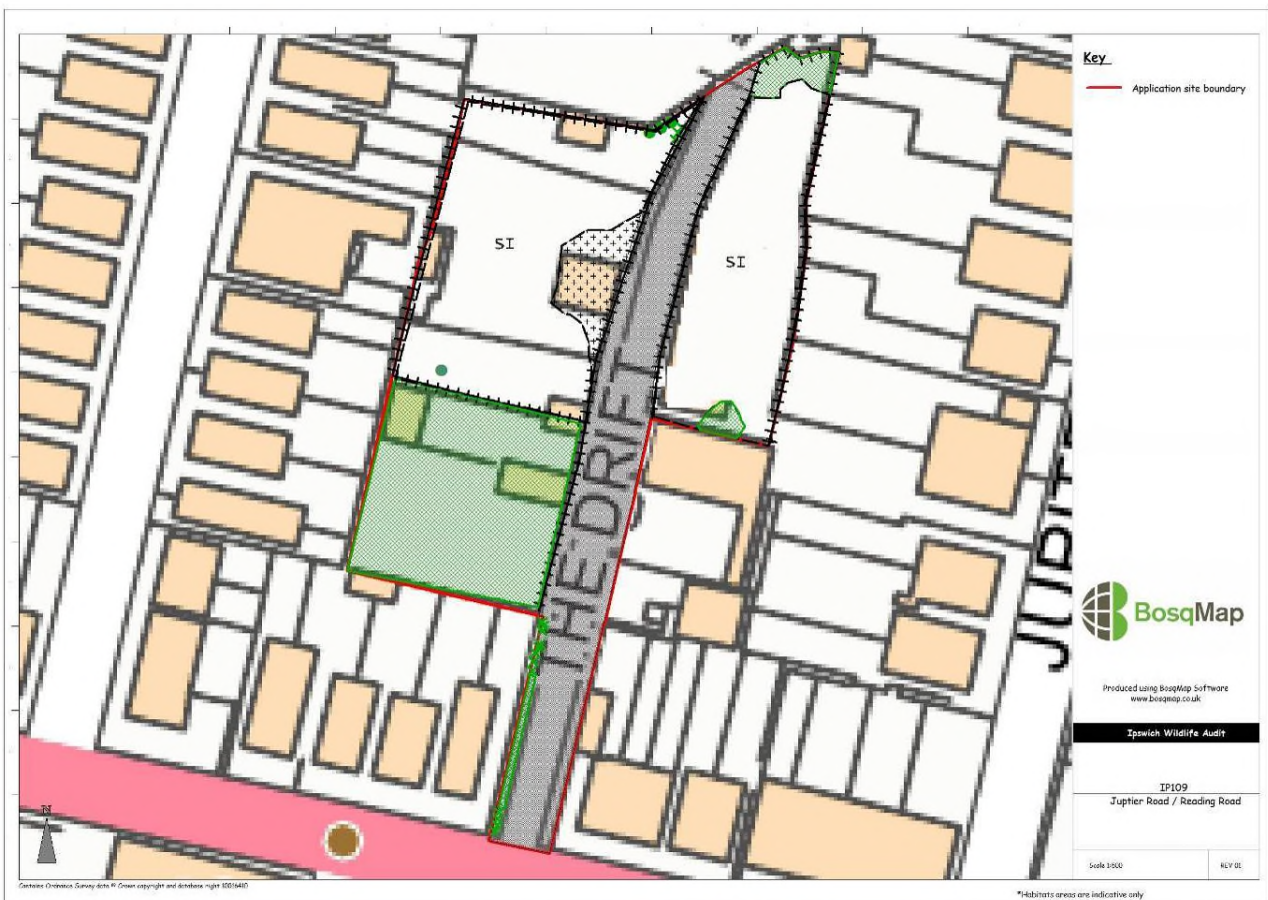 Key
Application site boundary
SI
SI
THE DRIFT
N
BosqMap
Produced using BosqMap Software
www.bosqmap.co.uk
Ipswich Wildlife Audit
IP109
Juptier Road / Reading Road
Scale 1:500
REV 01
Contains Ordnance Survey data © Crown copyright and database right
*Habitats areas are indicative only